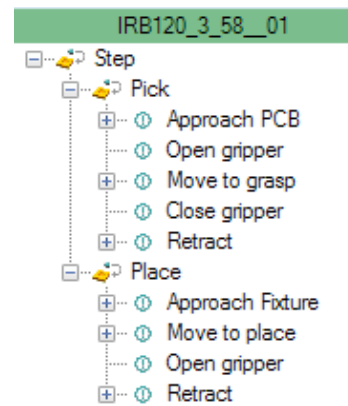 IRB120_3_58__01
Step
Pick
Approach PCB
Open gripper
Move to grasp
Close gripper
Retract
Place
Approach Fixture
Move to place
Open gripper
Retract